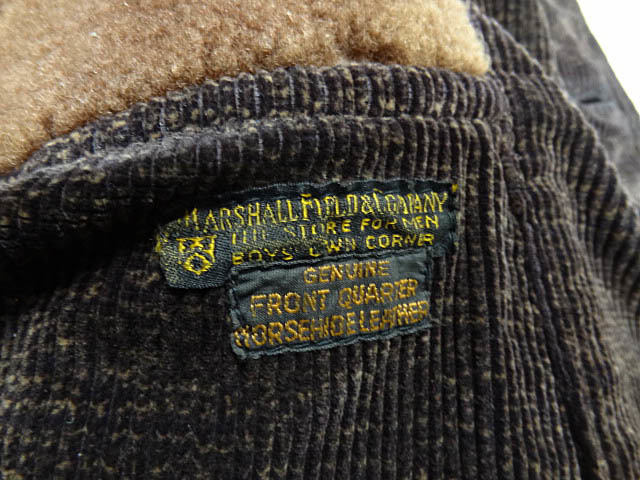 MARSHALL FIELD & COMPANY
THE STORE FOR MEN
BOYS' OWN CORNER
GENUINE
FRONT QUARTER
HORSEHIDE LEATHER